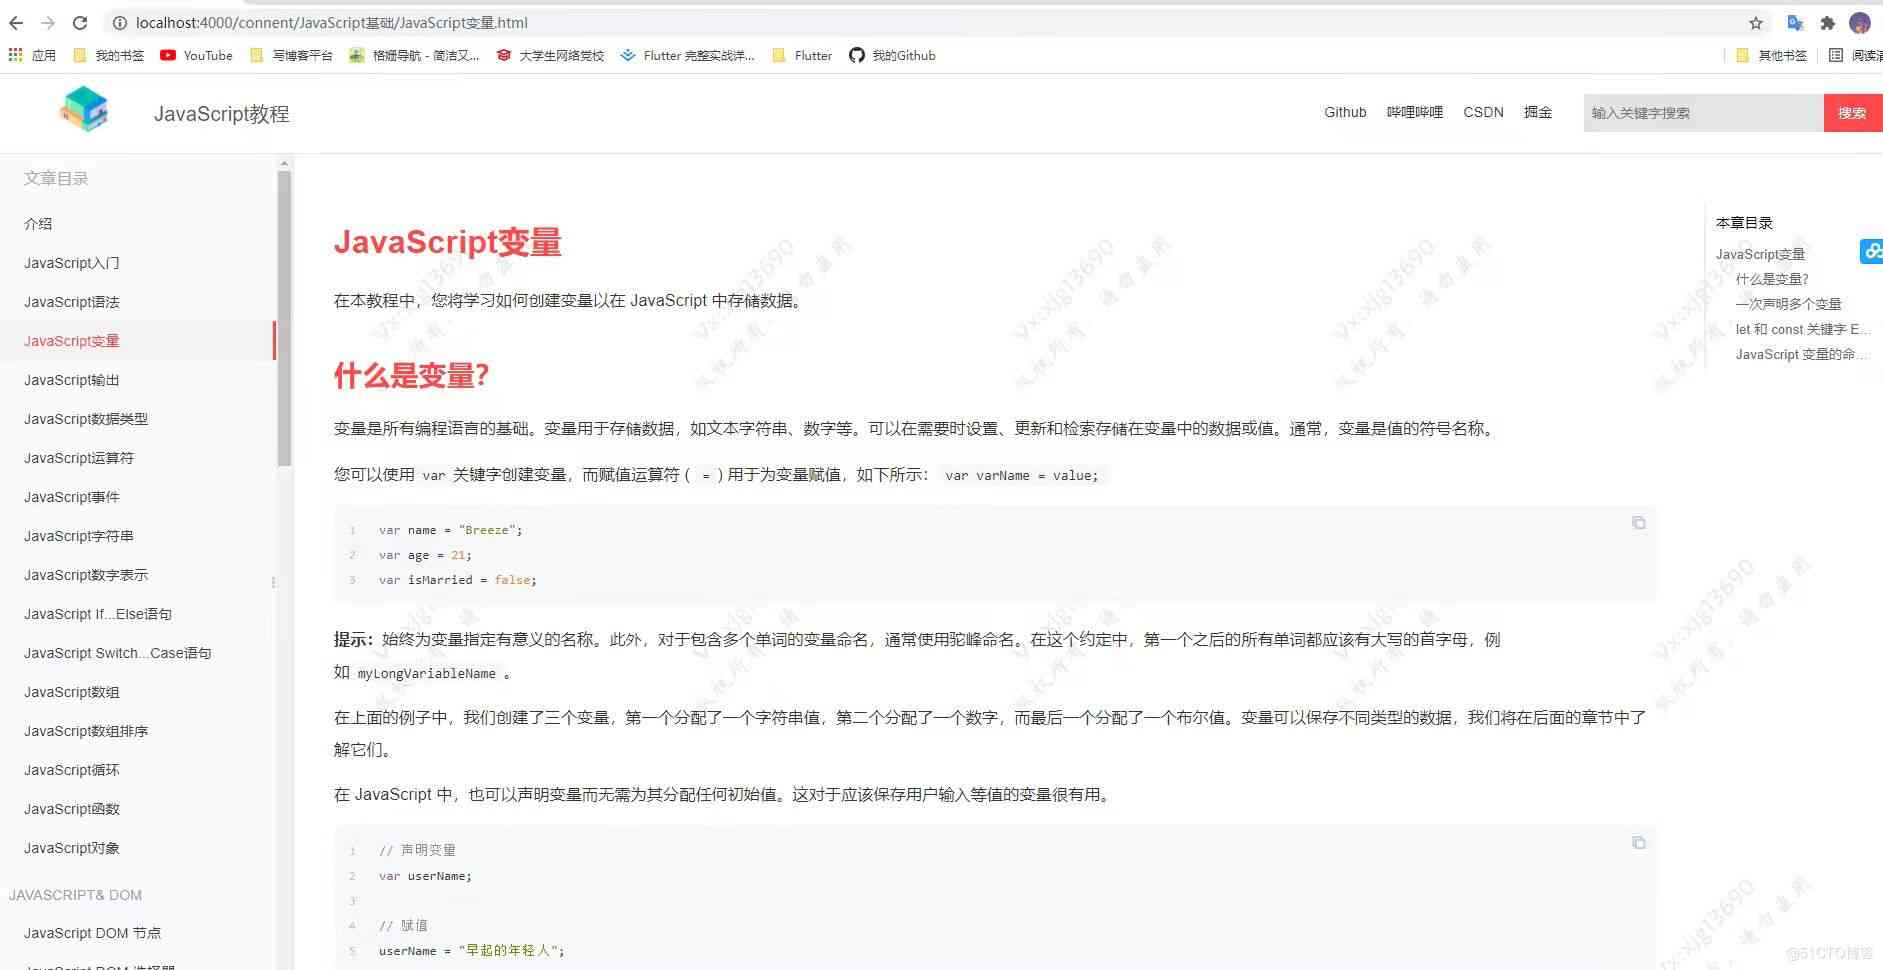 localhost:4000/connent/JavaScript基础/JavaScript变量.html
应用 我的书签 YouTube 写博客平台 格姗导航 - 简洁又... 大学生网络党校 Flutter 完整实战详... Flutter 我的Github 其他书签 阅读清
JavaScript教程 Github 哔哩哔哩 CSDN 掘金 输入关键字搜索 搜索
文章目录
介绍
JavaScript入门
JavaScript语法
JavaScript变量
JavaScript输出
JavaScript数据类型
JavaScript运算符
JavaScript事件
JavaScript字符串
JavaScript数字表示
JavaScript If...Else语句
JavaScript Switch...Case语句
JavaScript数组
JavaScript数组排序
JavaScript循环
JavaScript函数
JavaScript对象
JAVASCRIPT& DOM
JavaScript DOM 节点
JavaScript DOM 选择器
JavaScript变量
在本教程中，您将学习如何创建变量以在 JavaScript 中存储数据。
什么是变量？
变量是所有编程语言的基础。变量用于存储数据，如文本字符串、数字等。可以在需要时设置、更新和检索存储在变量中的数据或值。通常，变量是值的符号名称。
您可以使用 var 关键字创建变量，而赋值运算符 ( = ) 用于为变量赋值，如下所示： var varName = value;
1 var name = "Breeze";
2 var age = 21;
3 var isMarried = false;
提示：始终为变量指定有意义的名称。此外，对于包含多个单词的变量命名，通常使用驼峰命名。在这个约定中，第一个之后的所有单词都应该有大写的首字母，例
如 myLongVariableName 。
在上面的例子中，我们创建了三个变量，第一个分配了一个字符串值，第二个分配了一个数字，而最后一个分配了一个布尔值。变量可以保存不同类型的数据，我们将在后面的章节中了
解它们。
在 JavaScript 中，也可以声明变量而无需为其分配任何初始值。这对于应该保存用户输入等值的变量很有用。
1 // 声明变量
2 var userName;
3
4 // 赋值
5 userName = "早起的年轻人";
本章目录
JavaScript变量
什么是变量？
一次声明多个变量
let 和 const 关键字 E...
JavaScript 变量的命...
Vx:xjg13690
版权所有，请勿盗用
@51CTO博客